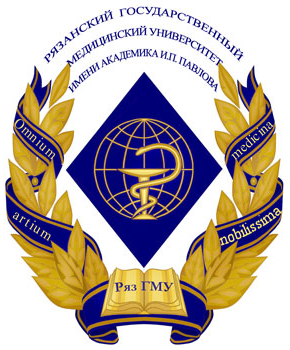 РЯЗАНСКИЙ ГОСУДАРСТВЕННЫЙ
МЕДИЦИНСКИЙ УНИВЕРСИТЕТ
ИМЕНИ АКАДЕМИКА И.П. ПАВЛОВА
Omnium
medicina
artium
nobilissima
Ряз ГМУ